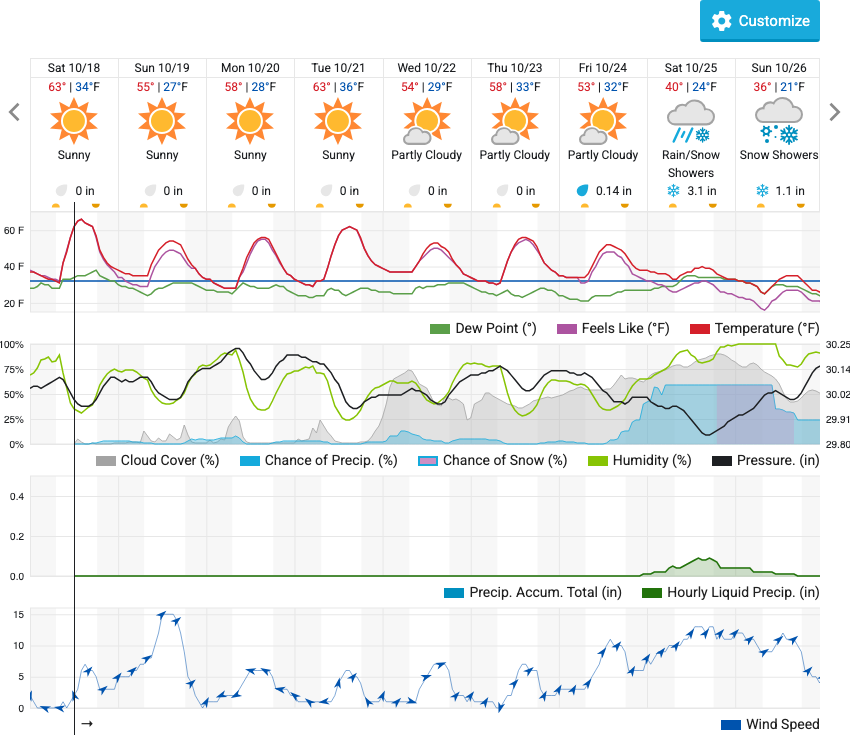 Customize
Sat 10/18 Sun 10/19 Mon 10/20 Tue 10/21 Wed 10/22 Thu 10/23 Fri 10/24 Sat 10/25 Sun 10/26
63° | 34°F 55° | 27°F 58° | 28°F 63° | 36°F 54° | 29°F 58° | 33°F 53° | 32°F 40° | 24°F 36° | 21°F
Sunny Sunny Sunny Sunny Partly Cloudy Partly Cloudy Partly Cloudy Rain/Snow Showers Snow Showers
0 in 0 in 0 in 0 in 0 in 0 in 0.14 in 3.1 in 1.1 in
60 F
40 F
20 F
Dew Point (°) Feels Like (°F) Temperature (°F)
100% 30.25
75% 30.14
50% 30.02
25% 29.91
0% 29.80
Cloud Cover (%) Chance of Precip. (%) Chance of Snow (%) Humidity (%) Pressure. (in)
0.4
0.2
0.0
Precip. Accum. Total (in) Hourly Liquid Precip. (in)
15
10
5
0
Wind Speed